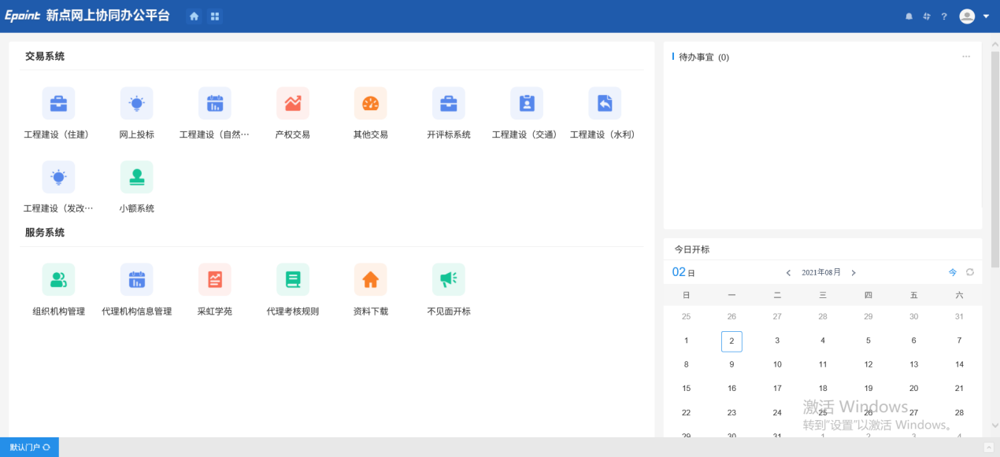 Epoint 新点网上协同办公平台
?
交易系统
工程建设（住建）
网上投标
工程建设（自然…
产权交易
其他交易
开评标系统
工程建设（交通）
工程建设（水利）
工程建设（发改…
小额系统
服务系统
组织机构管理
代理机构信息管理
采虹学苑
代理考核规则
资料下载
不见面开标
待办事宜 (0)
…
今日开标
02日
< 2021年08月 >
今
日 一 二 三 四 五 六
25 26 27 28 29 30 31
1 2 3 4 5 6 7
8 9 10 11 12 13 14
15 16 17 18 19 20 21
22 23 24 25 26 27 28
29 30 31 1 2 3 4
激活 Windows
转到"设置"以激活 Windows。
默认门户